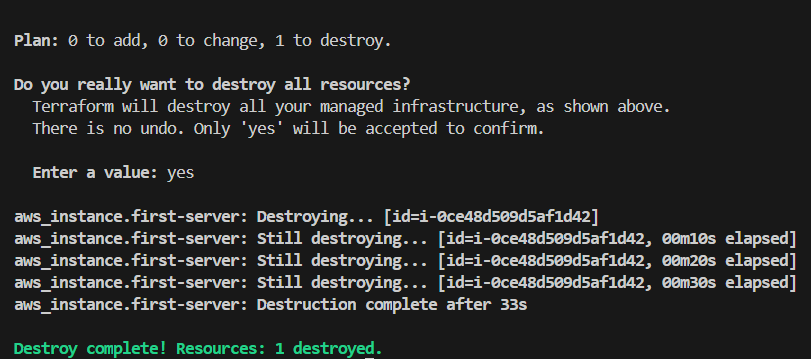 Plan: 0 to add, 0 to change, 1 to destroy.
Do you really want to destroy all resources?
Terraform will destroy all your managed infrastructure, as shown above.
There is no undo. Only 'yes' will be accepted to confirm.
Enter a value: yes
aws_instance.first-server: Destroying... [id=i-0ce48d509d5af1d42]
aws_instance.first-server: Still destroying... [id=i-0ce48d509d5af1d42, 00m10s elapsed]
aws_instance.first-server: Still destroying... [id=i-0ce48d509d5af1d42, 00m20s elapsed]
aws_instance.first-server: Still destroying... [id=i-0ce48d509d5af1d42, 00m30s elapsed]
aws_instance.first-server: Destruction complete after 33s
Destroy complete! Resources: 1 destroyed.